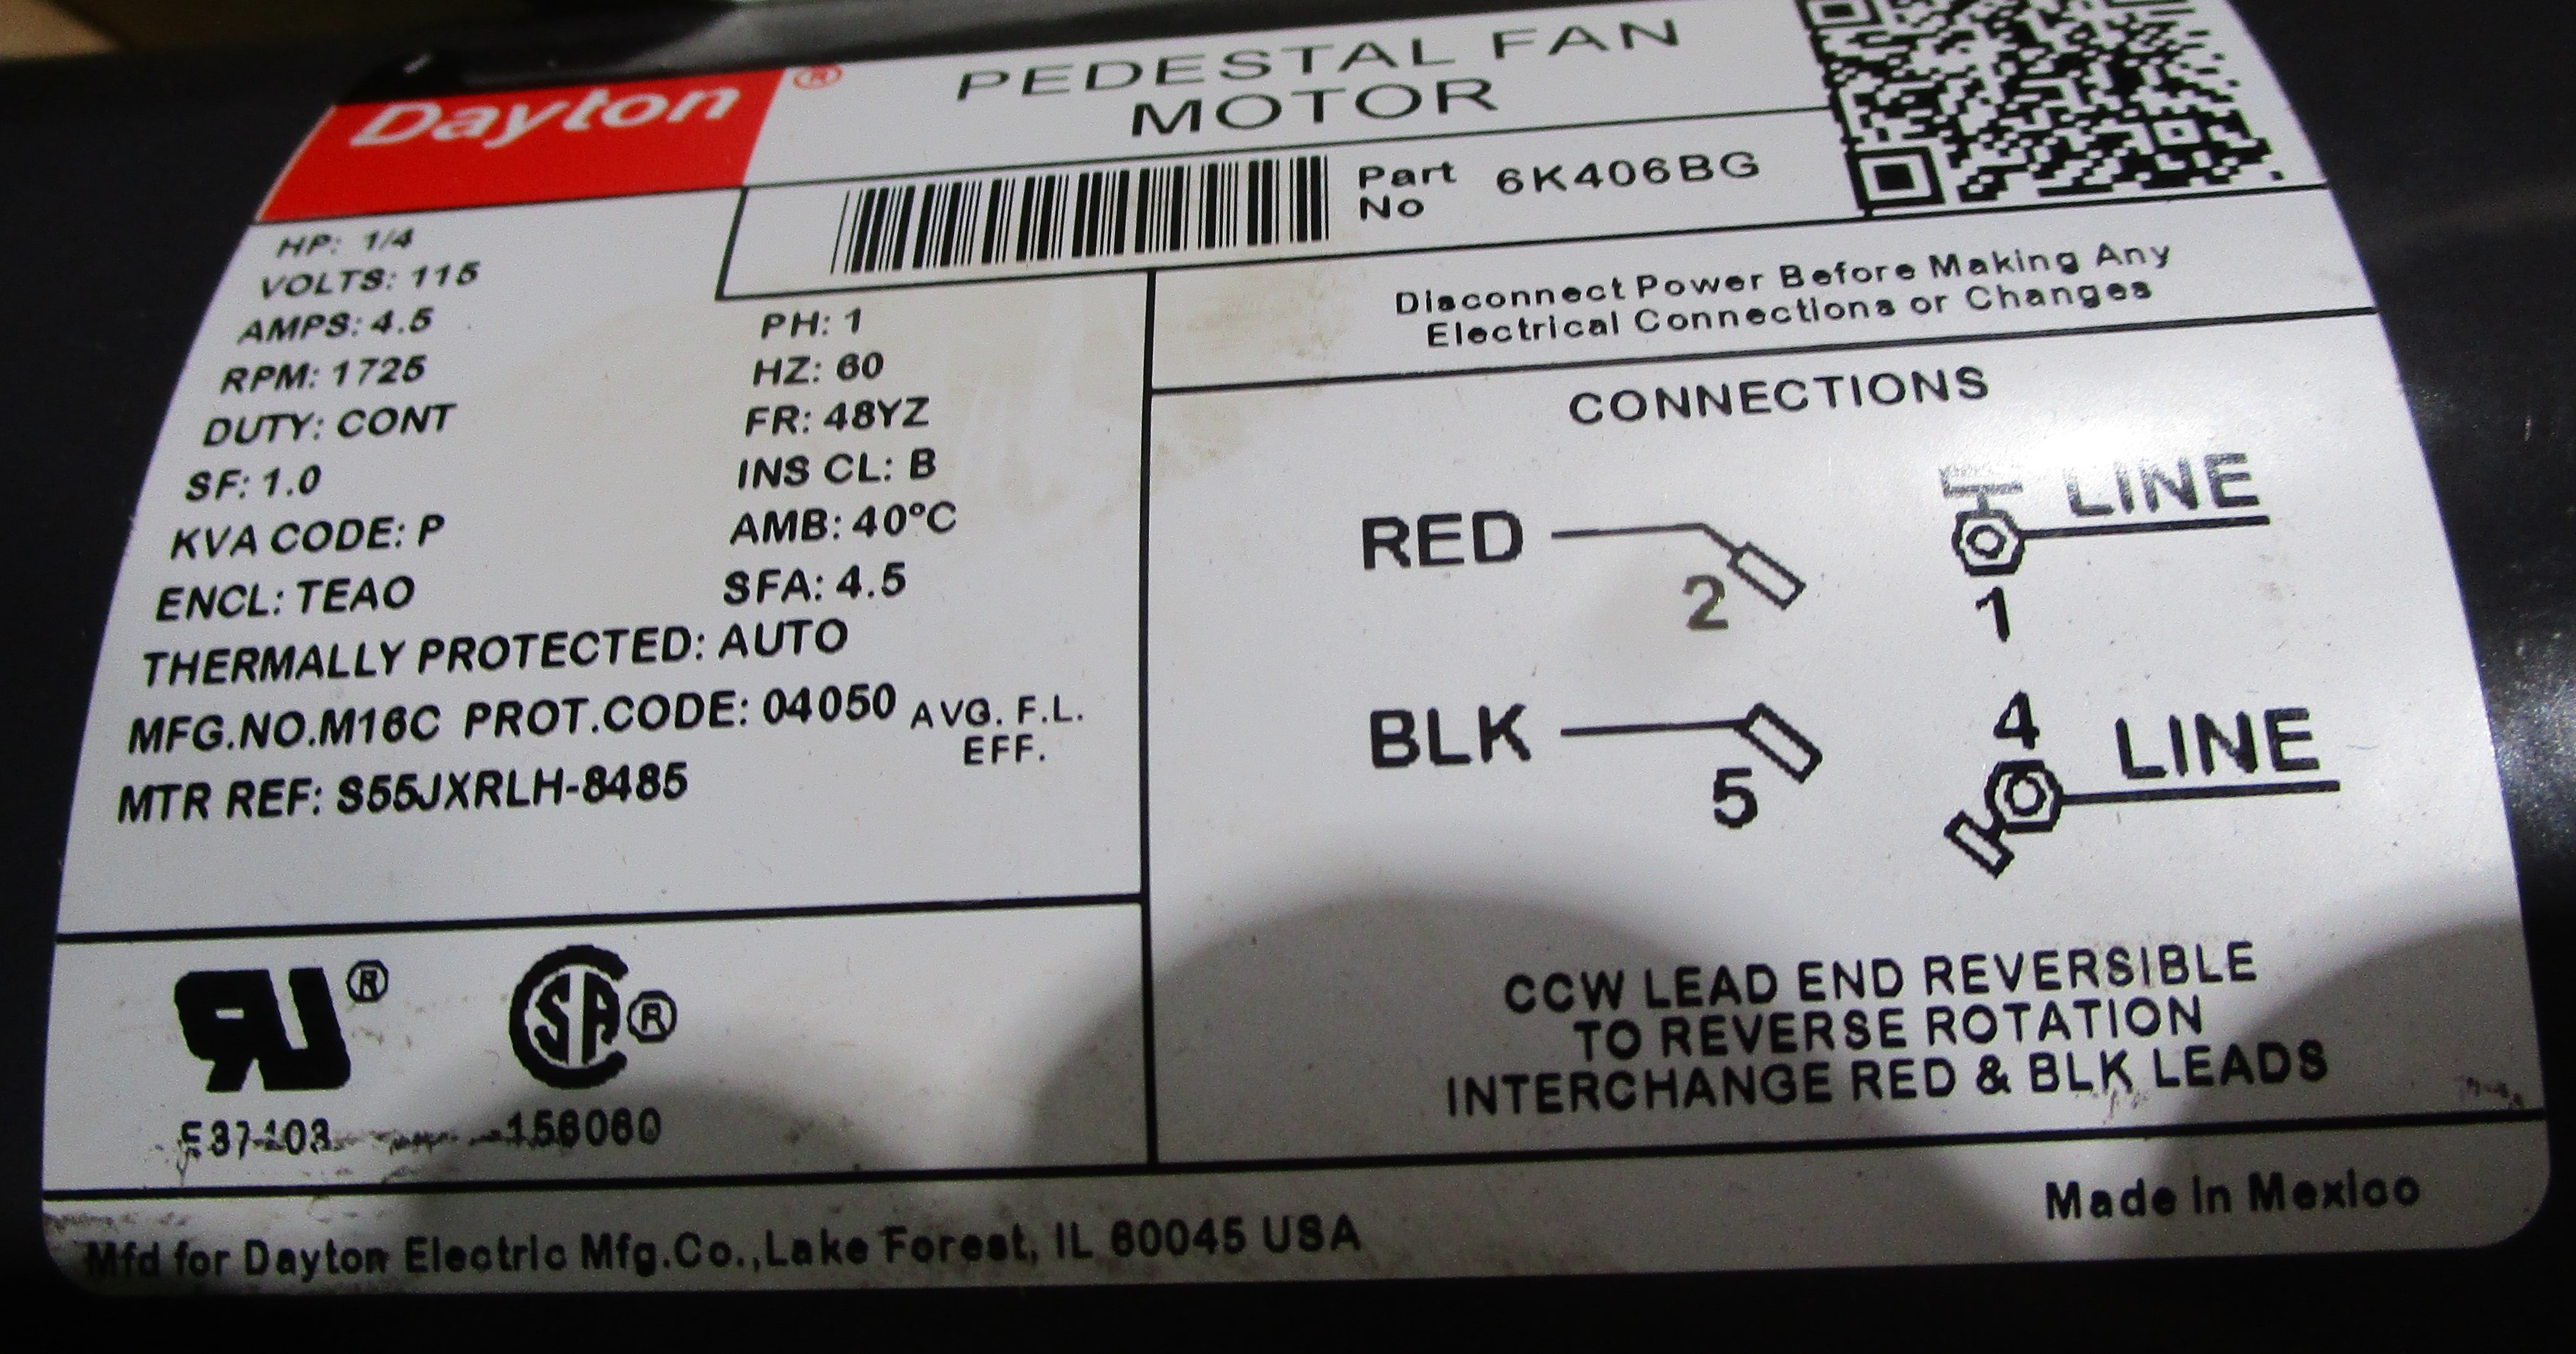 Dayton ®
PEDESTAL FAN
MOTOR
Part No 6K406BG
HP: 1/4
VOLTS: 115
AMPS: 4.5 PH: 1
RPM: 1725 HZ: 60
DUTY: CONT FR: 48YZ
SF: 1.0 INS CL: B
KVA CODE: P AMB: 40°C
ENCL: TEAO SFA: 4.5
THERMALLY PROTECTED: AUTO
MFG.NO.M16C PROT.CODE: 04050 AVG. F.L. EFF.
MTR REF: S55JXRLH-8485
Disconnect Power Before Making Any
Electrical Connections or Changes
CONNECTIONS
RED 2 LINE 1
BLK 5 4 LINE
CCW LEAD END REVERSIBLE
TO REVERSE ROTATION
INTERCHANGE RED & BLK LEADS
RU ® SA ®
156060
Made In Mexico
Mfd for Dayton Electric Mfg.Co.,Lake Forest, IL 60045 USA